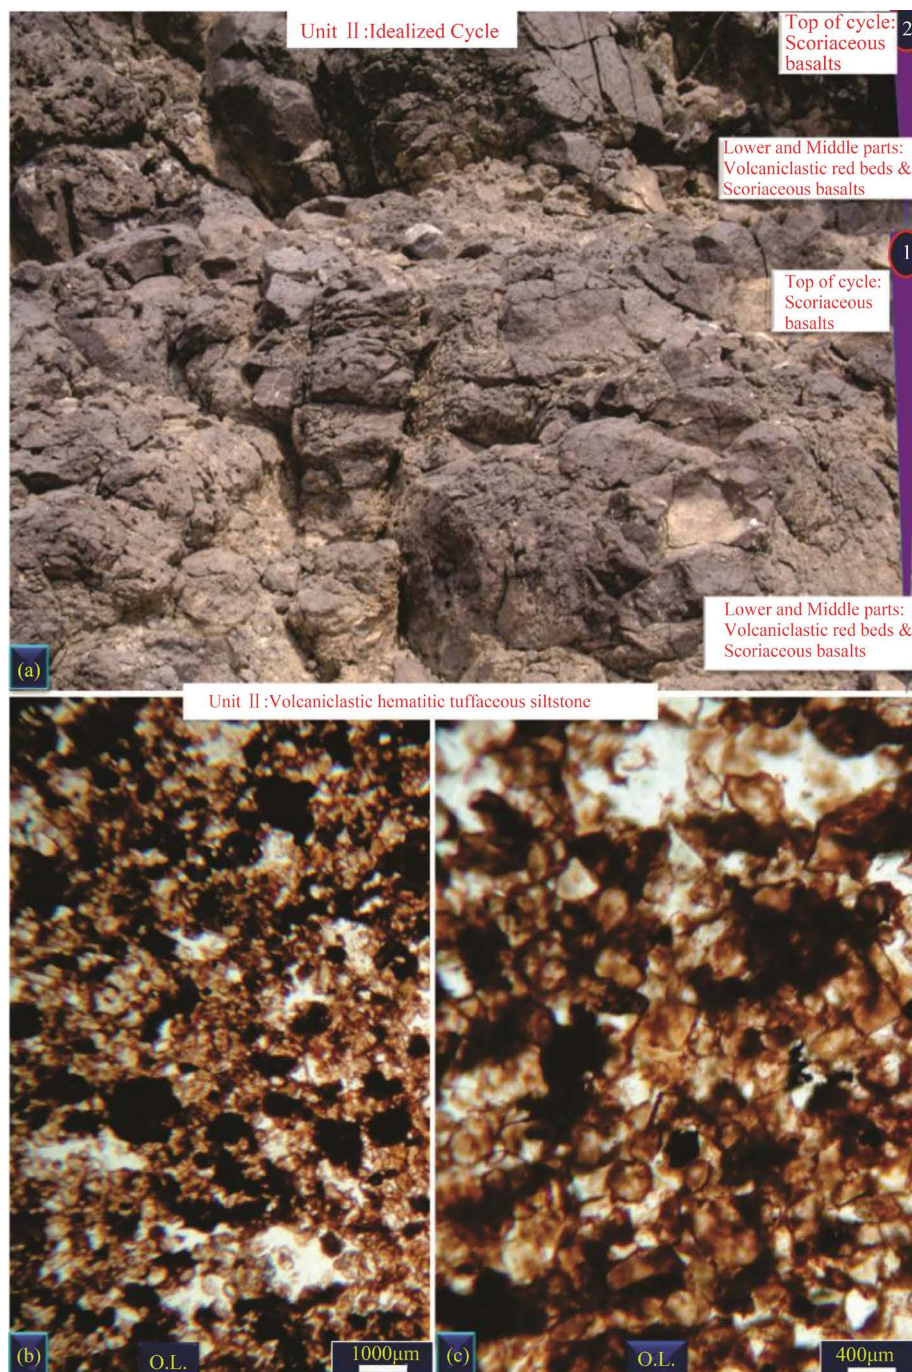 Unit Ⅱ:Idealized Cycle
Top of cycle:
Scoriaceous
basalts
2
Lower and Middle parts:
Volcaniclastic red beds &
Scoriaceous basalts
1
Top of cycle:
Scoriaceous
basalts
Lower and Middle parts:
Volcaniclastic red beds &
Scoriaceous basalts
(a)
Unit Ⅱ:Volcaniclastic hematitic tuffaceous siltstone
(b)
O.L.
1000μm
(c)
O.L.
400μm